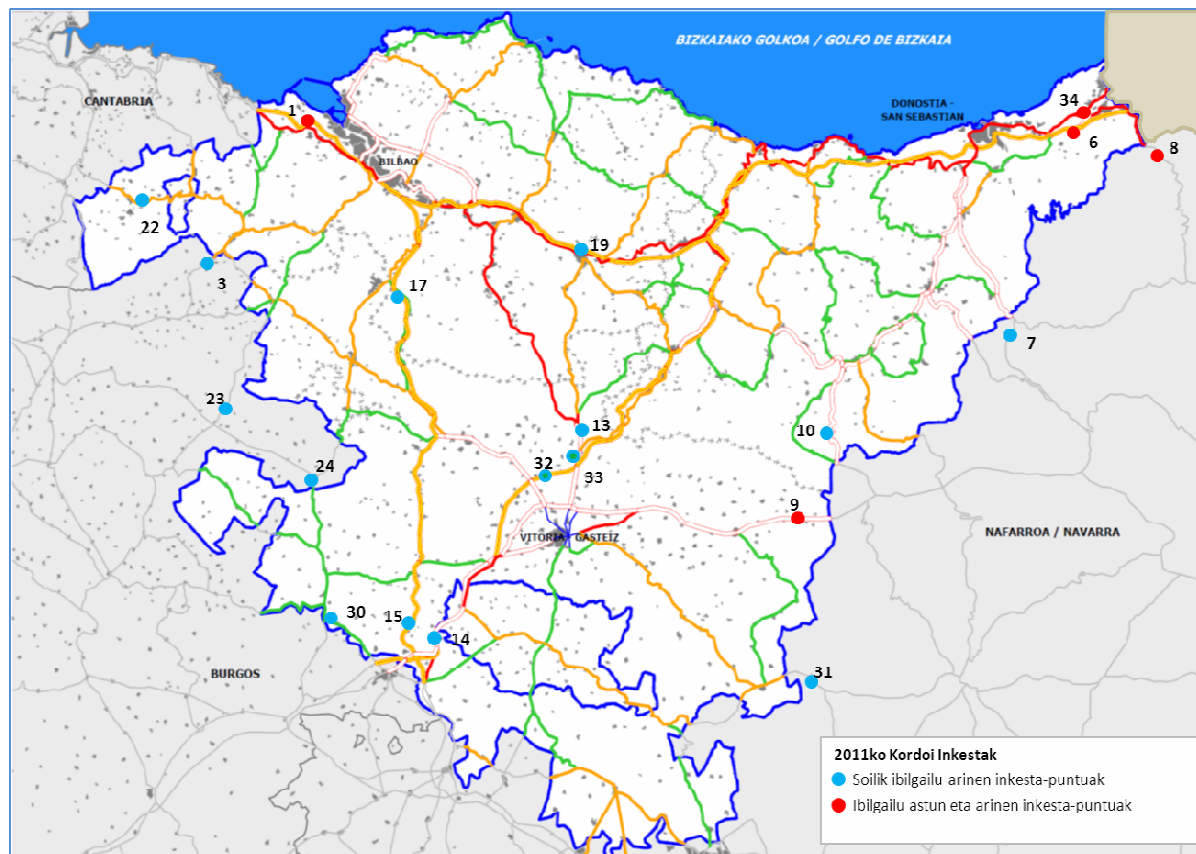 BIZKAIAKO GOLKOA / GOLFO DE BIZKAIA
CANTABRIA
1
DONOSTIA -
SAN SEBASTIAN
34
6
8
BILBAO
22
3
19
17
7
23
24
13
10
32
33
9
VITORIA GASTEIZ
NAFARROA / NAVARRA
30
15
14
BURGOS
31
2011ko Kordoi Inkestak
Soilik ibilgailu arinen inkesta-puntuak
Ibilgailu astun eta arinen inkesta-puntuak